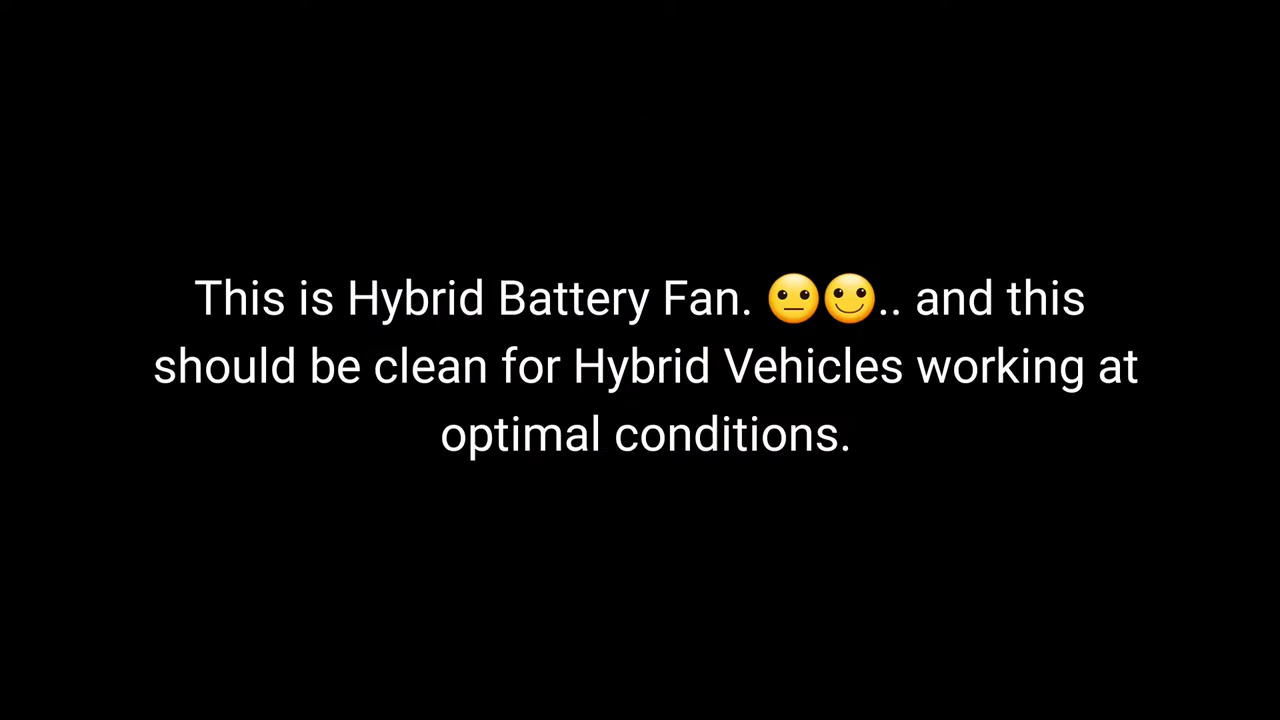 This is Hybrid Battery Fan. 😐🙂.. and this
should be clean for Hybrid Vehicles working at
optimal conditions.